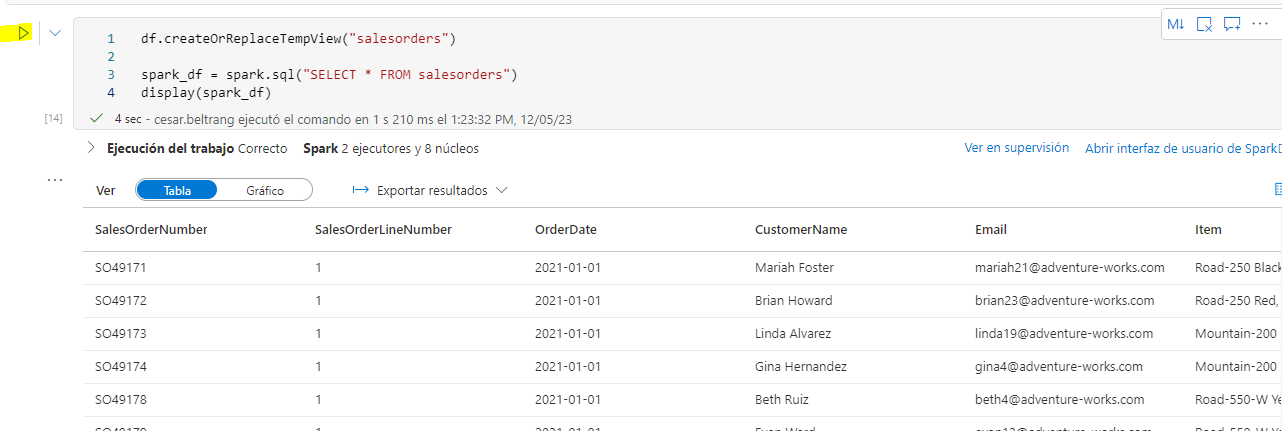 1 df.createOrReplaceTempView("salesorders")
2
3 spark_df = spark.sql("SELECT * FROM salesorders")
4 display(spark_df)
M↓
[14] 4 sec - cesar.beltrang ejecutó el comando en 1 s 210 ms el 1:23:32 PM, 12/05/23
Ejecución del trabajo Correcto Spark 2 ejecutores y 8 núcleos Ver en supervisión Abrir interfaz de usuario de Spark
Ver Tabla Gráfico Exportar resultados
SalesOrderNumber SalesOrderLineNumber OrderDate CustomerName Email Item
SO49171 1 2021-01-01 Mariah Foster mariah21@adventure-works.com Road-250 Black
SO49172 1 2021-01-01 Brian Howard brian23@adventure-works.com Road-250 Red,
SO49173 1 2021-01-01 Linda Alvarez linda19@adventure-works.com Mountain-200
SO49174 1 2021-01-01 Gina Hernandez gina4@adventure-works.com Mountain-200
SO49178 1 2021-01-01 Beth Ruiz beth4@adventure-works.com Road-550-W Ye